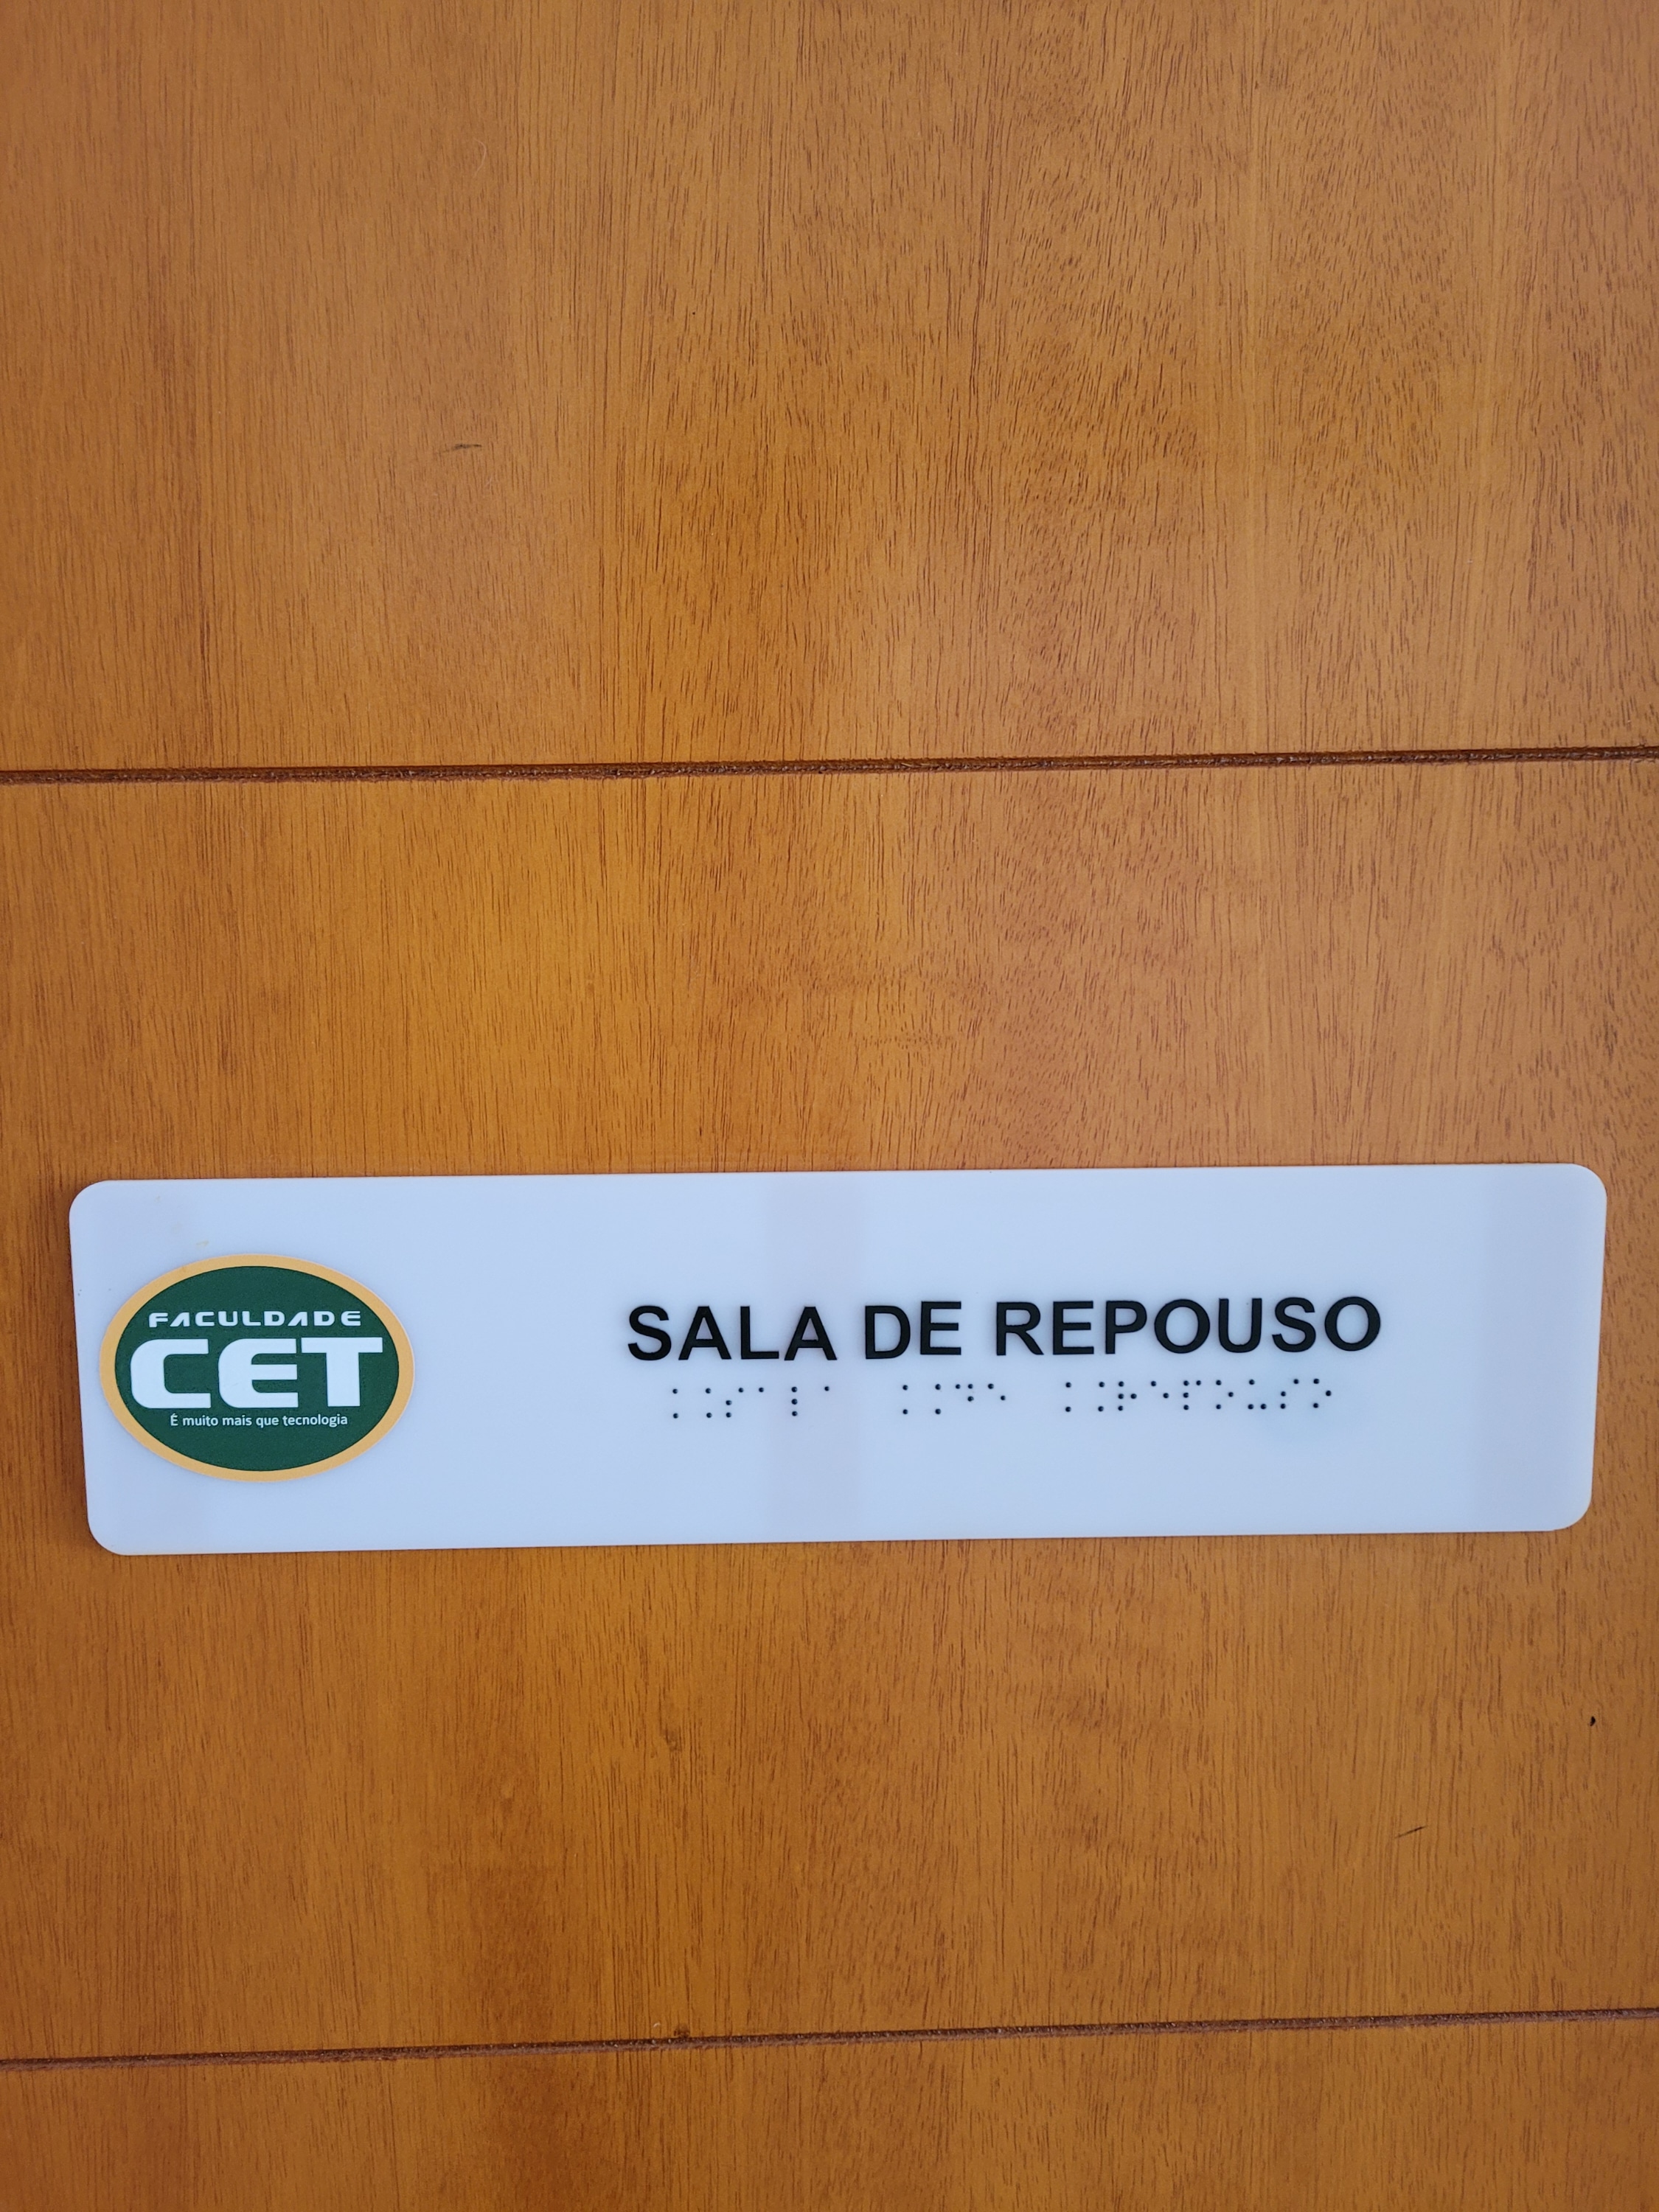 FACULDADE
CET
É muito mais que tecnologia
SALA DE REPOUSO